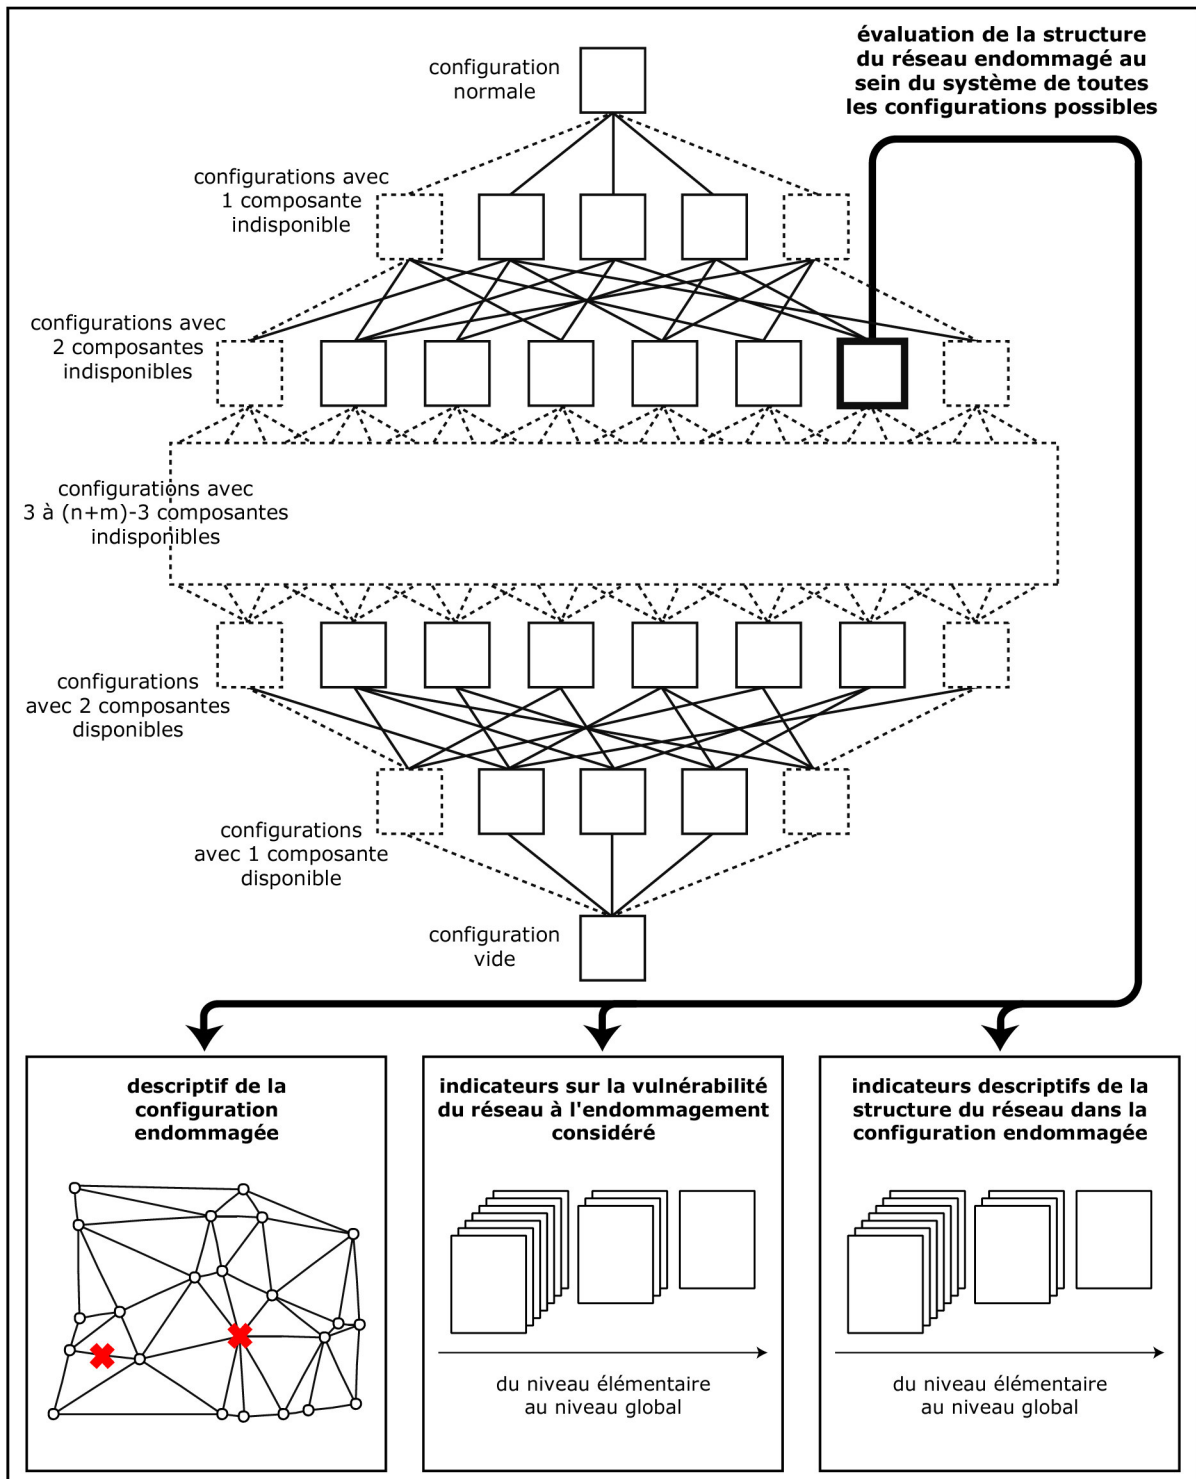 évaluation de la structure
du réseau endommagé au
sein du système de toutes
les configurations possibles
configuration
normale
configurations avec
1 composante
indisponible
configurations avec
2 composantes
indisponibles
configurations avec
3 à (n+m)-3 composantes
indisponibles
configurations
avec 2 composantes
disponibles
configurations
avec 1 composante
disponible
configuration
vide
descriptif de la
configuration
endommagée
indicateurs sur la vulnérabilité
du réseau à l'endommagement
considéré
du niveau élémentaire
au niveau global
indicateurs descriptifs de la
structure du réseau dans la
configuration endommagée
du niveau élémentaire
au niveau global